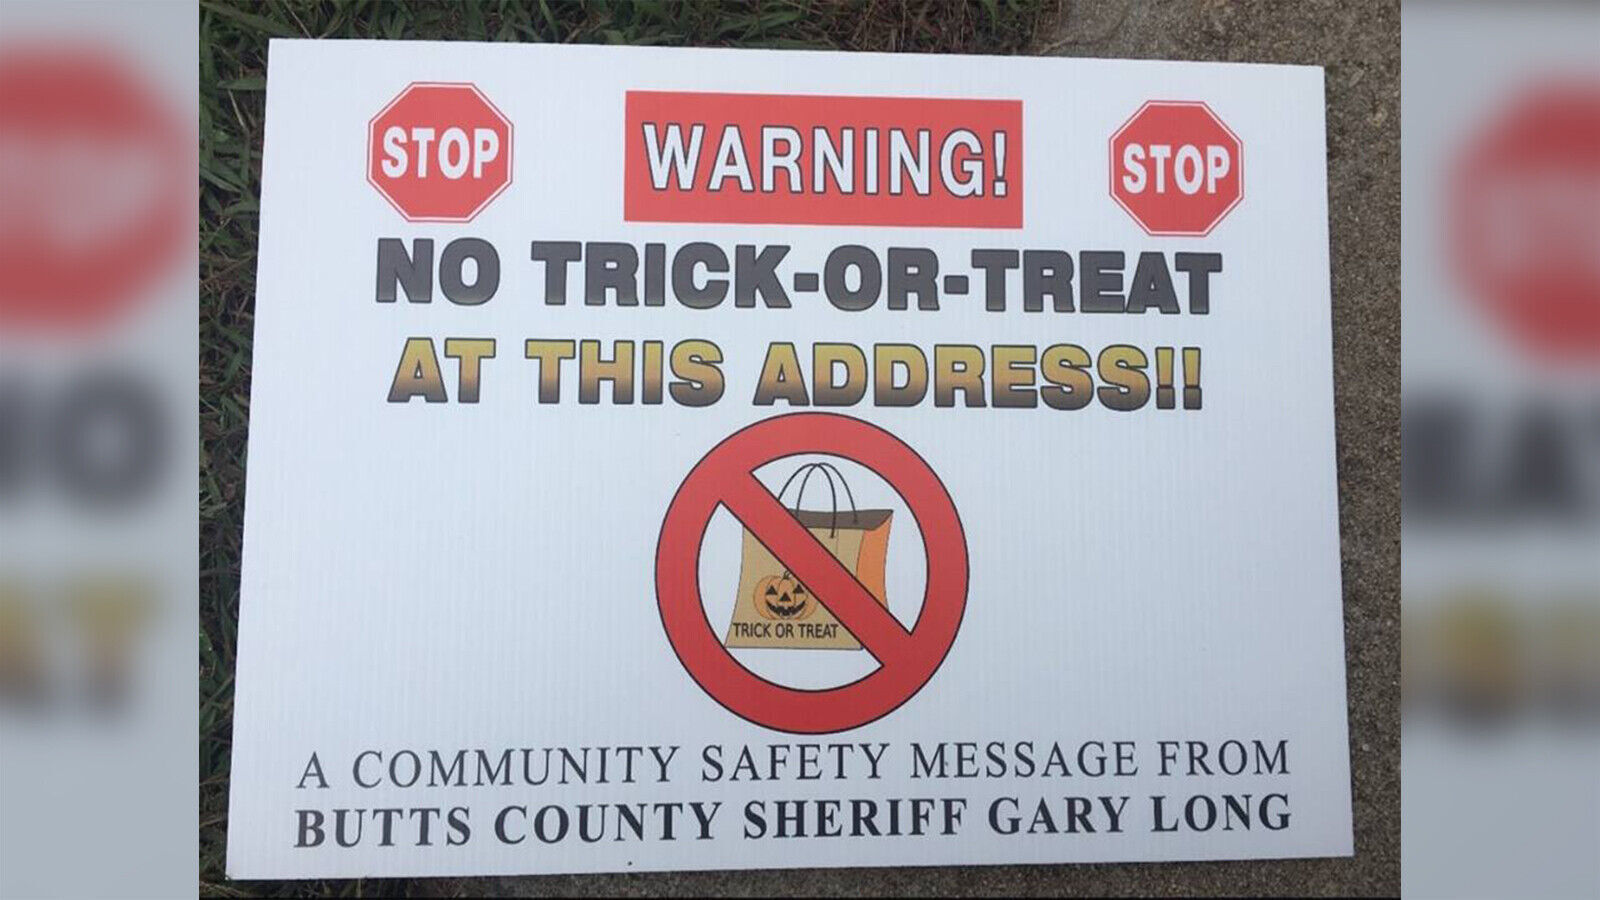 STOP WARNING! STOP
NO TRICK-OR-TREAT
AT THIS ADDRESS!!
TRICK OR TREAT
A COMMUNITY SAFETY MESSAGE FROM
BUTTS COUNTY SHERIFF GARY LONG